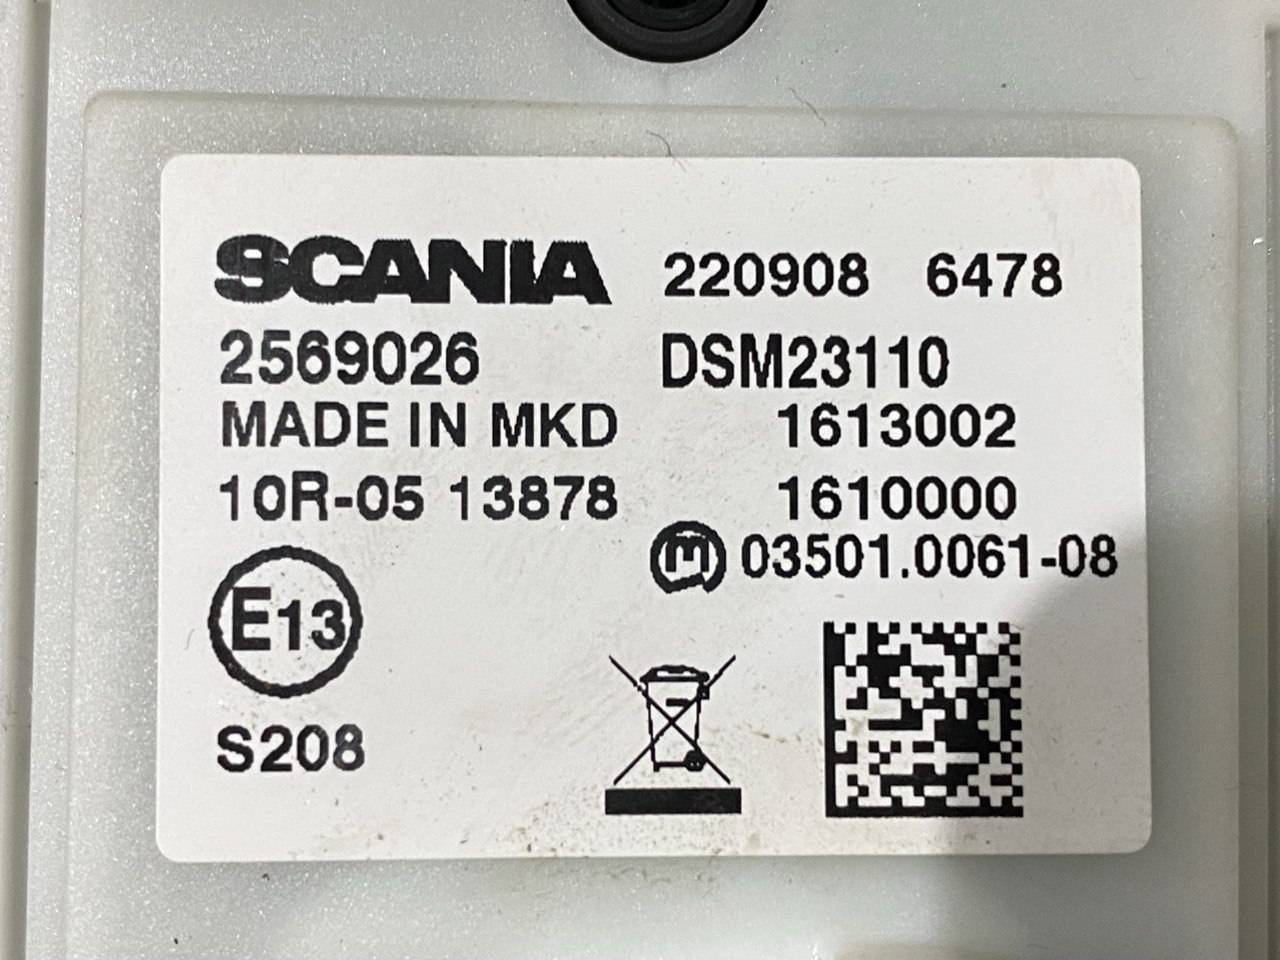 SCANIA 220908 6478
2569026 DSM23110
MADE IN MKD 1613002
10R-05 13878 1610000
M 03501.0061-08
E13
S208